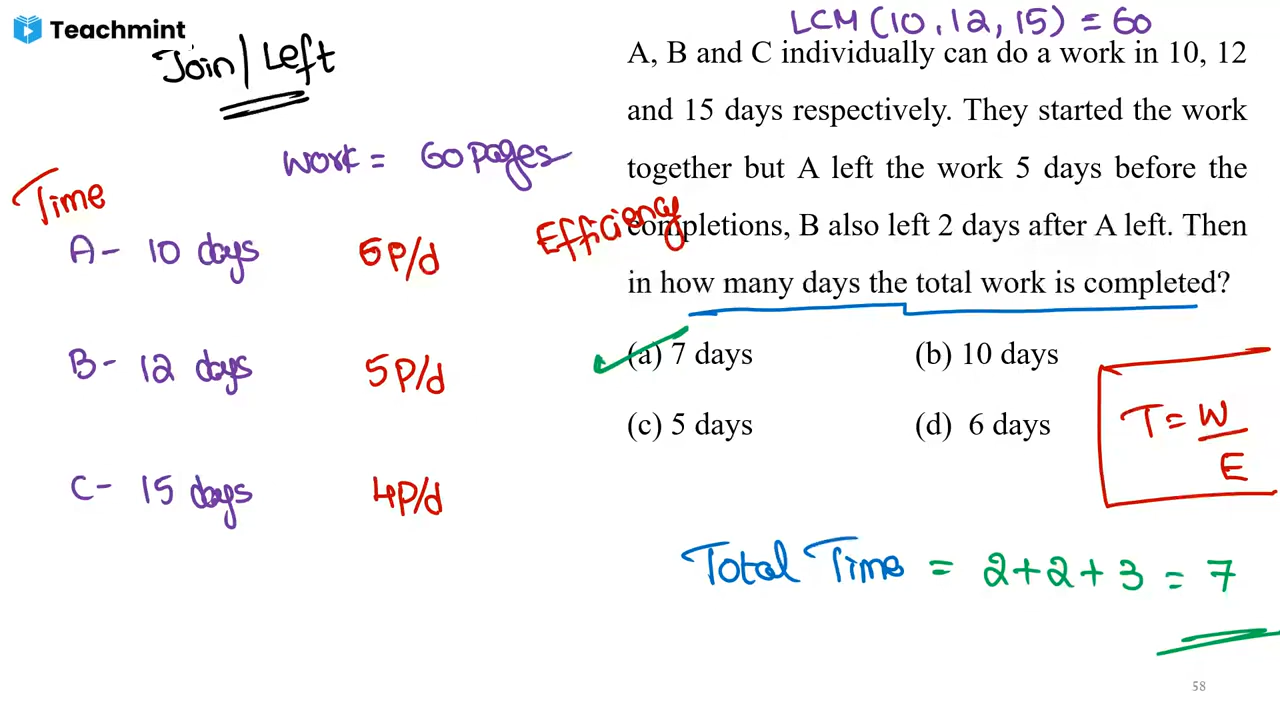 Teachmint
Join/Left
LCM (10, 12, 15) = 60
A, B and C individually can do a work in 10, 12
and 15 days respectively. They started the work
together but A left the work 5 days before the
completions, B also left 2 days after A left. Then
in how many days the total work is completed?
(a) 7 days (b) 10 days
(c) 5 days (d) 6 days
Work = 60 pages
Time
Efficiency
A - 10 days 6P/d
B - 12 days 5P/d
C - 15 days 4P/d
T = W/E
Total Time = 2+2+3 = 7
58